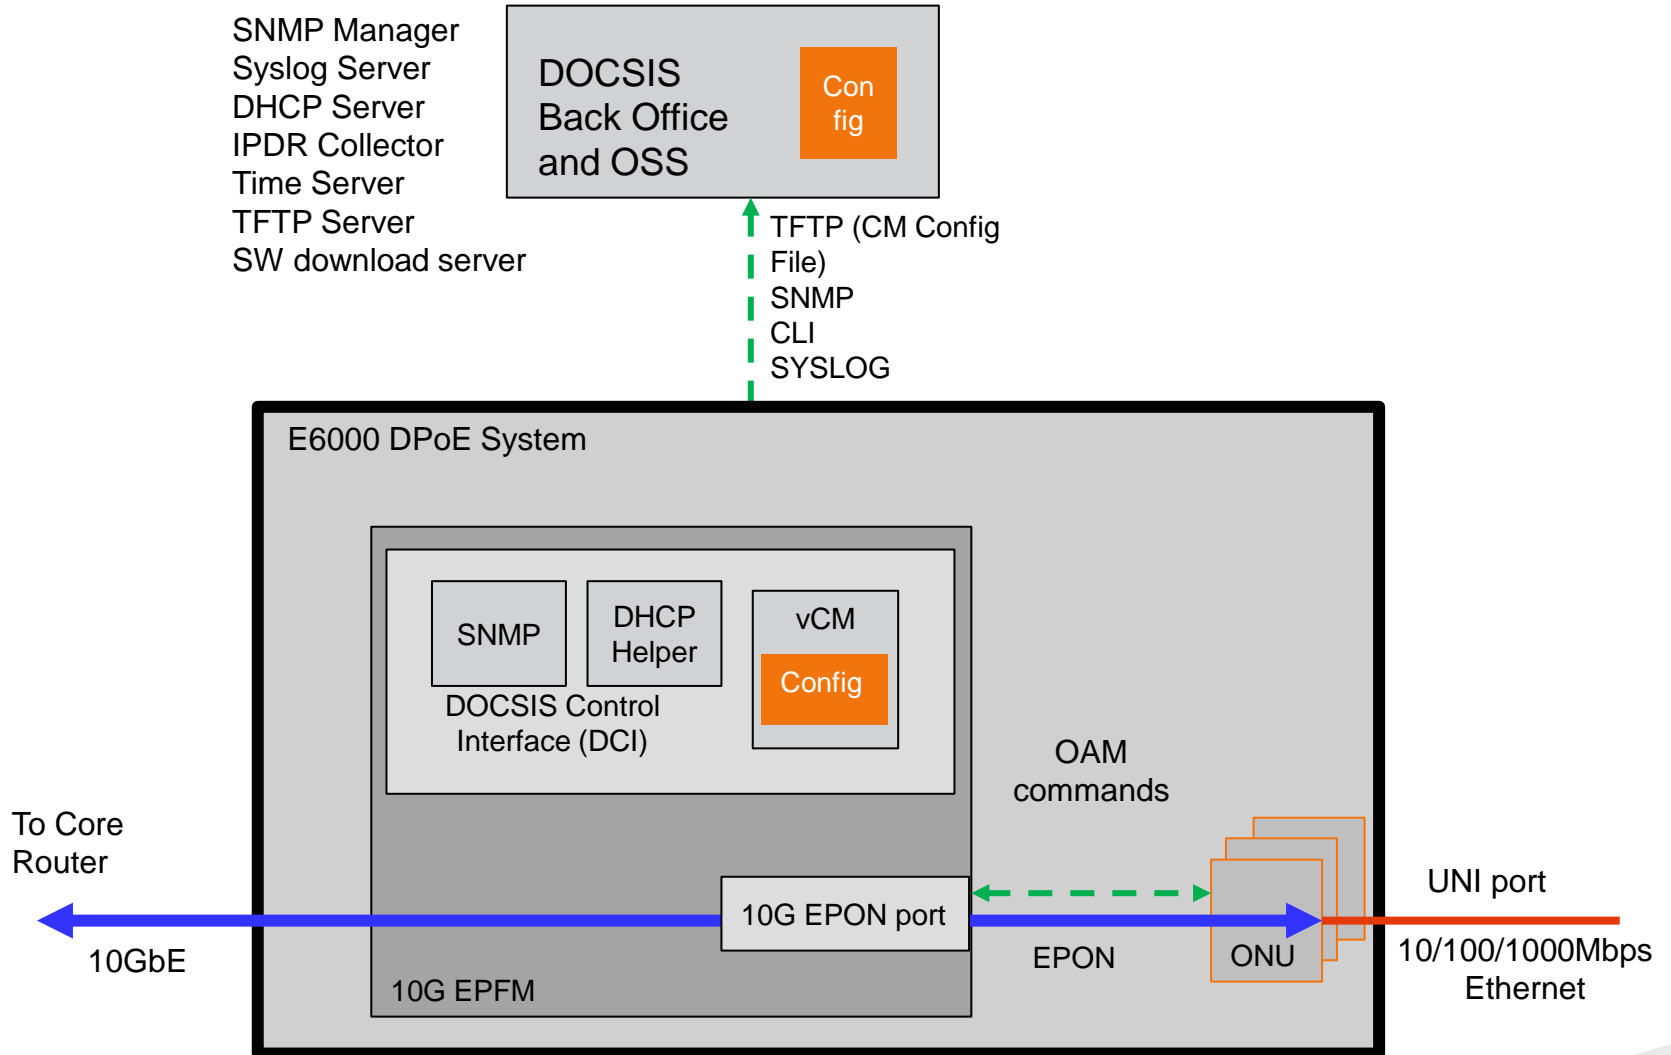 SNMP Manager
Syslog Server
DHCP Server
IPDR Collector
Time Server
TFTP Server
SW download server
DOCSIS
Back Office
and OSS
Con
fig
TFTP (CM Config
File)
SNMP
CLI
SYSLOG
E6000 DPoE System
SNMP
DHCP
Helper
vCM
Config
DOCSIS Control
Interface (DCI)
OAM
commands
To Core
Router
10GbE
10G EPON port
10G EPFM
EPON
ONU
UNI port
10/100/1000Mbps
Ethernet